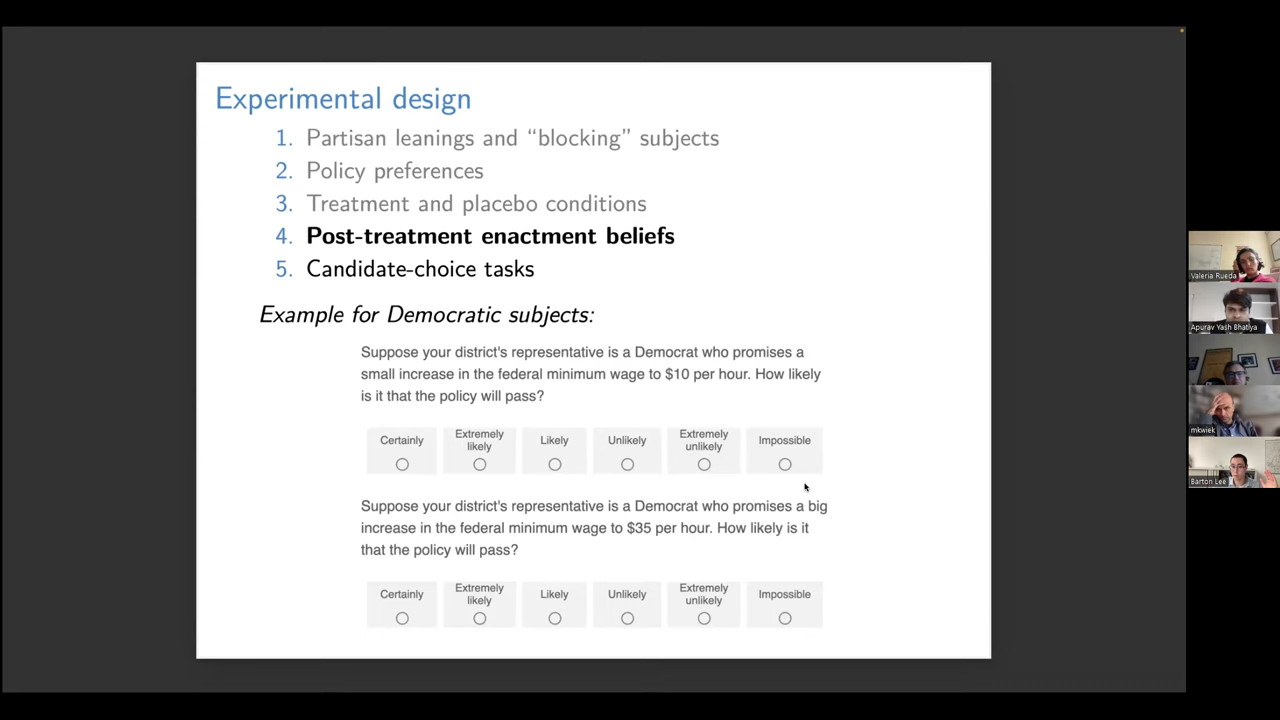 Experimental design
1. Partisan leanings and “blocking” subjects
2. Policy preferences
3. Treatment and placebo conditions
4. Post-treatment enactment beliefs
5. Candidate-choice tasks
Example for Democratic subjects:
Suppose your district's representative is a Democrat who promises a
small increase in the federal minimum wage to $10 per hour. How likely
is it that the policy will pass?
Certainly
Extremely
likely
Likely
Unlikely
Extremely
unlikely
Impossible
Suppose your district's representative is a Democrat who promises a big
increase in the federal minimum wage to $35 per hour. How likely is it
that the policy will pass?
Certainly
Extremely
likely
Likely
Unlikely
Extremely
unlikely
Impossible
Valeria Rueda
Apurav Yash Bhatiya
mkwiek
Barton Lee